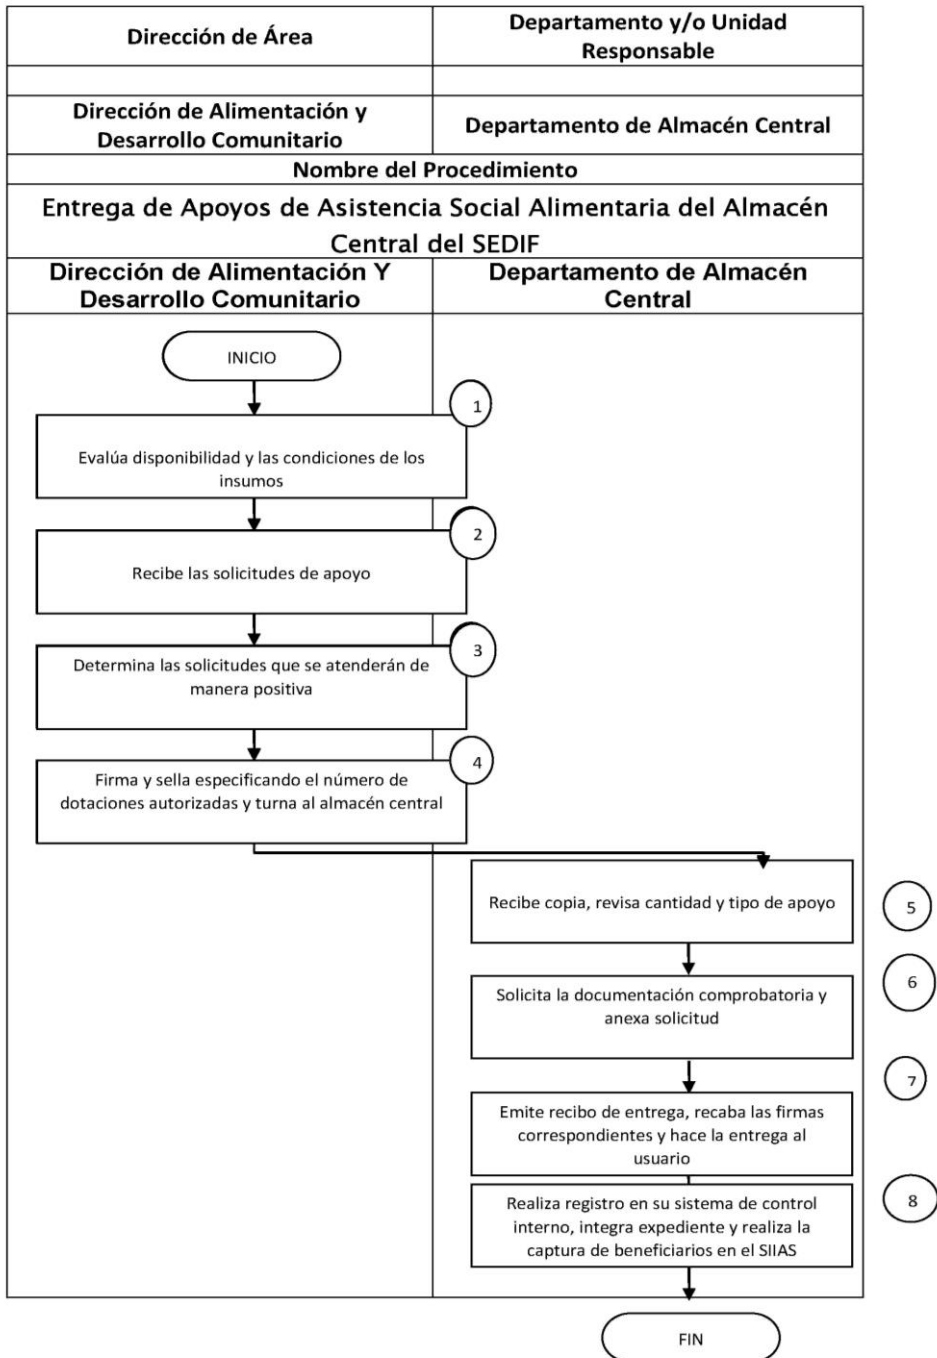 Dirección de Área
Departamento y/o Unidad
Responsable
Dirección de Alimentación y
Desarrollo Comunitario
Departamento de Almacén Central
Nombre del Procedimiento
Entrega de Apoyos de Asistencia Social Alimentaria del Almacén
Central del SEDIF
Dirección de Alimentación Y
Desarrollo Comunitario
Departamento de Almacén
Central
INICIO
1
Evalúa disponibilidad y las condiciones de los
insumos
2
Recibe las solicitudes de apoyo
3
Determina las solicitudes que se atenderán de
manera positiva
4
Firma y sella especificando el número de
dotaciones autorizadas y turna al almacén central
Recibe copia, revisa cantidad y tipo de apoyo
5
6
Solicita la documentación comprobatoria y
anexa solicitud
7
Emite recibo de entrega, recaba las firmas
correspondientes y hace la entrega al
usuario
8
Realiza registro en su sistema de control
interno, integra expediente y realiza la
captura de beneficiarios en el SIIAS
FIN